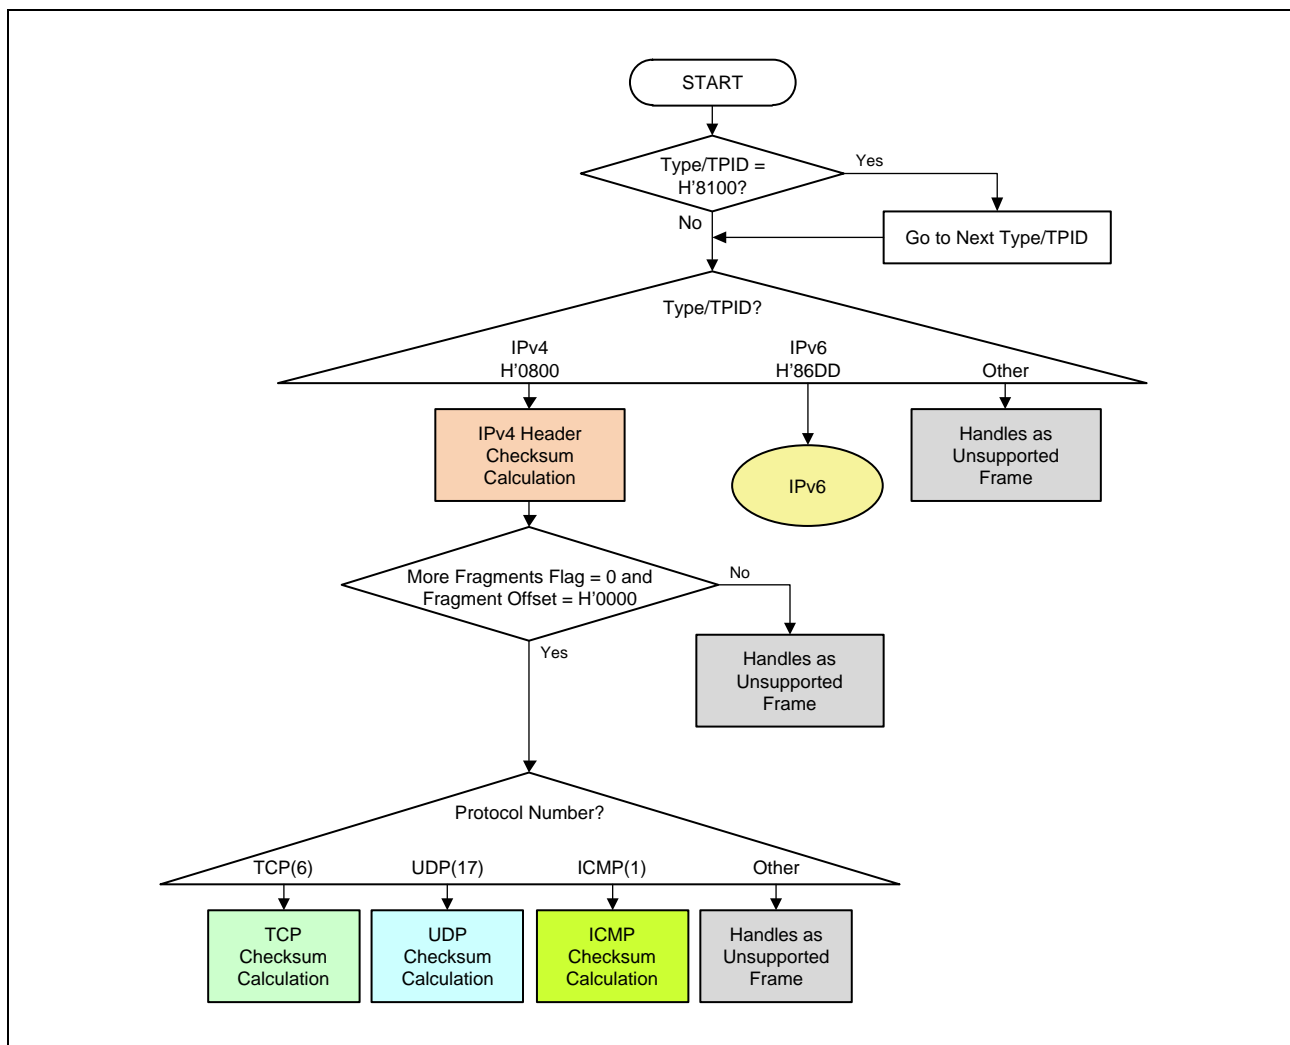 START
Type/TPID =
H'8100?
Yes
No
Go to Next Type/TPID
Type/TPID?
IPv4
H'0800
IPv6
H'86DD
Other
IPv4 Header
Checksum
Calculation
IPv6
Handles as
Unsupported
Frame
More Fragments Flag = 0 and
Fragment Offset = H'0000
No
Yes
Handles as
Unsupported
Frame
Protocol Number?
TCP(6)
UDP(17)
ICMP(1)
Other
TCP
Checksum
Calculation
UDP
Checksum
Calculation
ICMP
Checksum
Calculation
Handles as
Unsupported
Frame